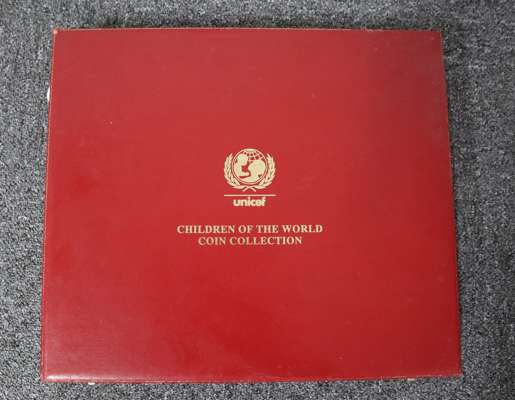 unicef
CHILDREN OF THE WORLD
COIN COLLECTION